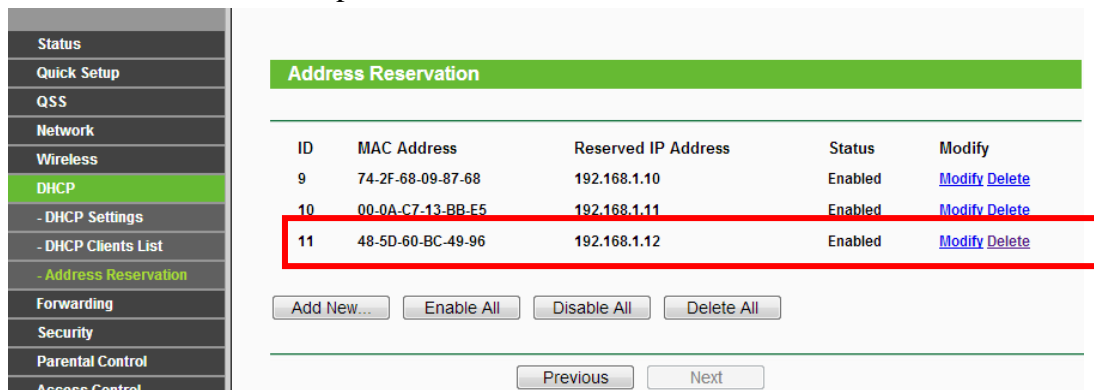 Status
Quick Setup
QSS
Network
Wireless
DHCP
- DHCP Settings
- DHCP Clients List
- Address Reservation
Forwarding
Security
Parental Control
Access Control
Address Reservation
ID MAC Address Reserved IP Address Status Modify
9 74-2F-68-09-87-68 192.168.1.10 Enabled Modify Delete
10 00-0A-C7-13-BB-E5 192.168.1.11 Enabled Modify Delete
11 48-5D-60-BC-49-96 192.168.1.12 Enabled Modify Delete
Add New... Enable All Disable All Delete All
Previous Next